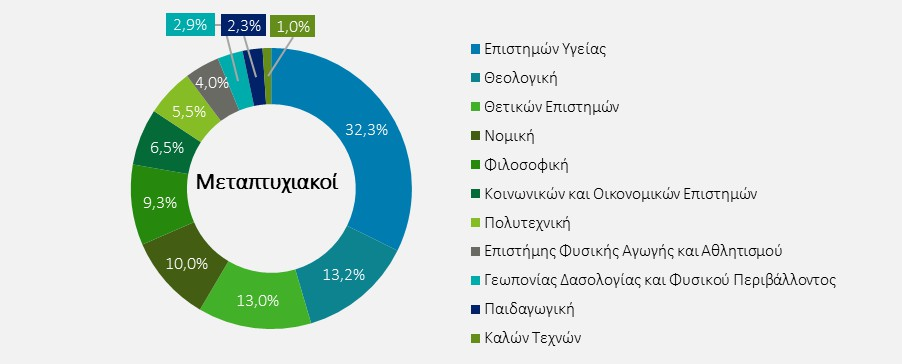 2,9%
2,3%
1,0%
4,0%
5,5%
6,5%
9,3%
10,0%
13,0%
13,2%
32,3%
Μεταπτυχιακοί
Επιστημών Υγείας
Θεολογική
Θετικών Επιστημών
Νομική
Φιλοσοφική
Κοινωνικών και Οικονομικών Επιστημών
Πολυτεχνική
Επιστήμης Φυσικής Αγωγής και Αθλητισμού
Γεωπονίας Δασολογίας και Φυσικού Περιβάλλοντος
Παιδαγωγική
Καλών Τεχνών